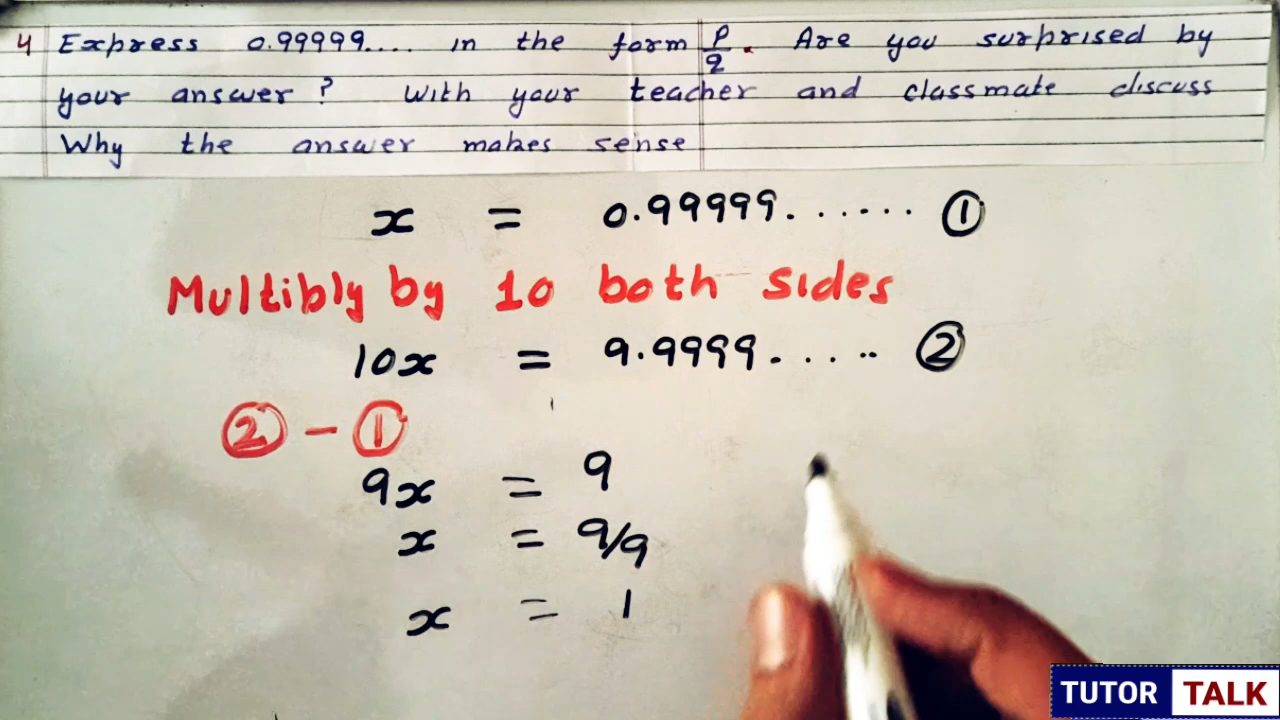 4 Express 0.99999.... in the form p/q. Are you surprised by
your answer? With your teacher and classmate discuss
Why the answer makes sense
x = 0.99999....... ①
Multibly by 10 both sides
10x = 9.9999...... ②
② - ①
9x = 9
x = 9/9
x = 1
TUTOR TALK